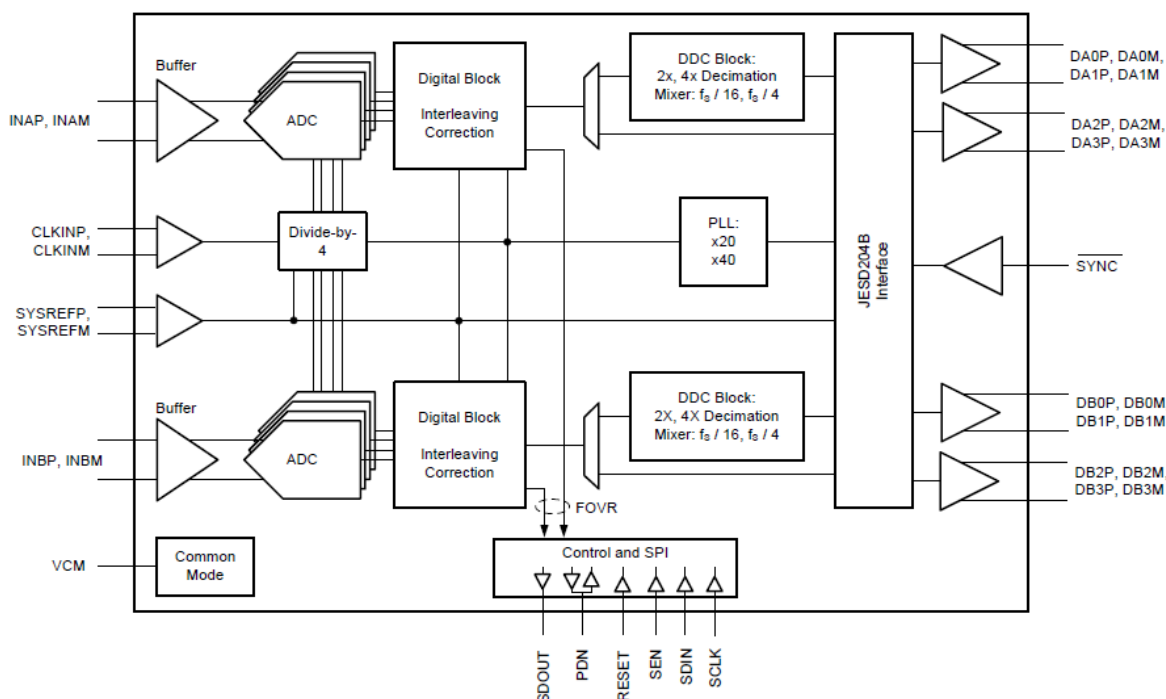 Buffer
INAP, INAM
ADC
Digital Block
Interleaving
Correction
DDC Block:
2x, 4x Decimation
Mixer: fs / 16, fs / 4
DA0P, DA0M,
DA1P, DA1M
DA2P, DA2M,
DA3P, DA3M
CLKINP,
CLKINM
Divide-by-
4
PLL:
x20
x40
JESD204B
Interface
SYNC
SYSREFP,
SYSREFM
Buffer
INBP, INBM
ADC
Digital Block
Interleaving
Correction
DDC Block:
2X, 4X Decimation
Mixer: fs / 16, fs / 4
DB0P, DB0M
DB1P, DB1M
DB2P, DB2M,
DB3P, DB3M
FOVR
VCM
Common
Mode
Control and SPI
SDOUT
PDN
RESET
SEN
SDIN
SCLK